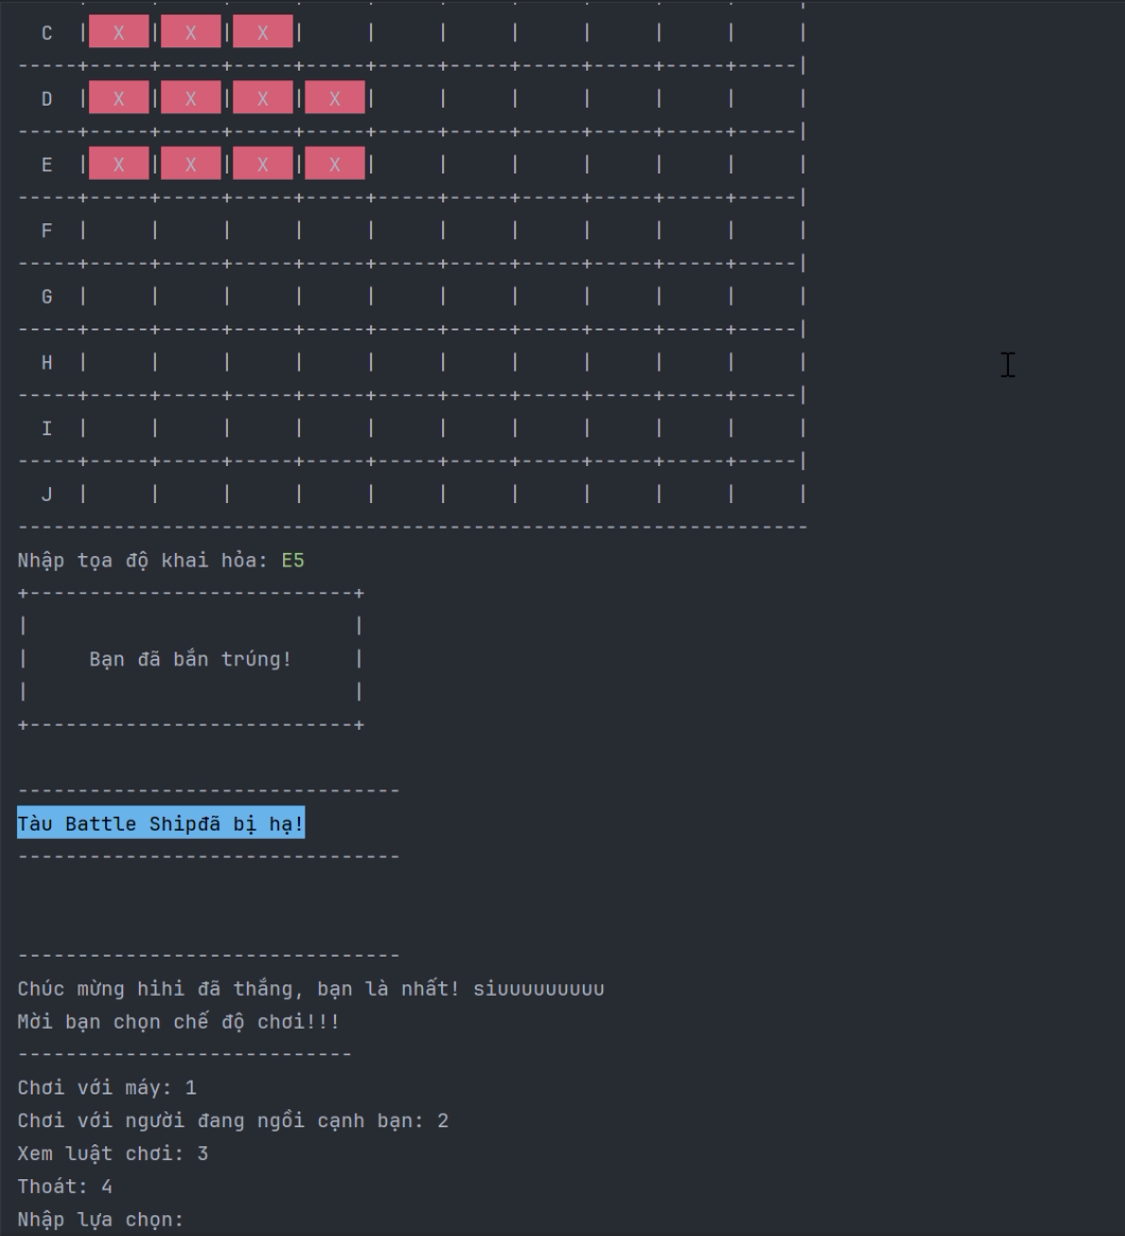 C | X | X | X | | | | | | | |
-----+-----+-----+-----+-----+-----+-----+-----+-----+-----+-----|
D | X | X | X | X | | | | | | |
-----+-----+-----+-----+-----+-----+-----+-----+-----+-----+-----|
E | X | X | X | X | | | | | | |
-----+-----+-----+-----+-----+-----+-----+-----+-----+-----+-----|
F | | | | | | | | | | |
-----+-----+-----+-----+-----+-----+-----+-----+-----+-----+-----|
G | | | | | | | | | | |
-----+-----+-----+-----+-----+-----+-----+-----+-----+-----+-----|
H | | | | | | | | | | |
-----+-----+-----+-----+-----+-----+-----+-----+-----+-----+-----|
I | | | | | | | | | | |
-----+-----+-----+-----+-----+-----+-----+-----+-----+-----+-----|
J | | | | | | | | | | |
------------------------------------------------------------------
Nhập tọa độ khai hỏa: E5
+---------------------------+
| |
| Bạn đã bắn trúng! |
| |
+---------------------------+
--------------------------------
Tàu Battle Shipđã bị hạ!
--------------------------------
--------------------------------
Chúc mừng hihi đã thắng, bạn là nhất! siuuuuuuuuu
Mời bạn chọn chế độ chơi!!!
----------------------------
Chơi với máy: 1
Chơi với người đang ngồi cạnh bạn: 2
Xem luật chơi: 3
Thoát: 4
Nhập lựa chọn: